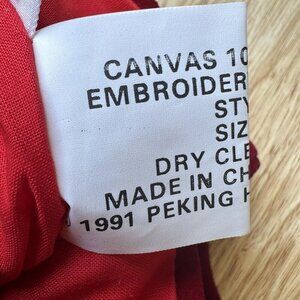 CANVAS 10
EMBROIDER
STY
SIZ
DRY CLE
MADE IN CH
1991 PEKING H